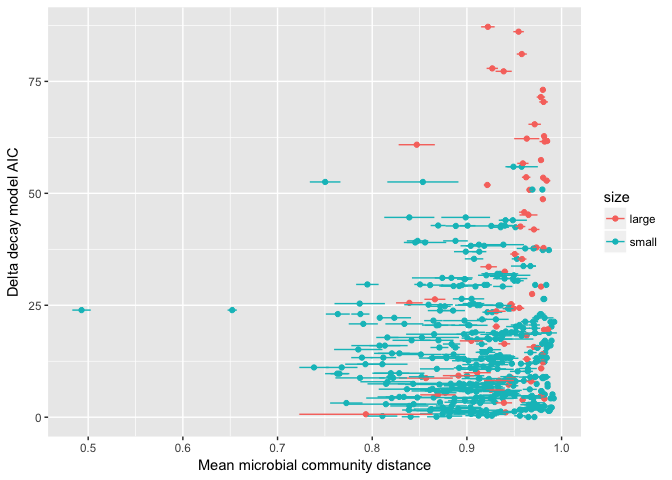 75
50
25
0
Delta decay model AIC
0.5 0.6 0.7 0.8 0.9 1.0
Mean microbial community distance
size
large
small